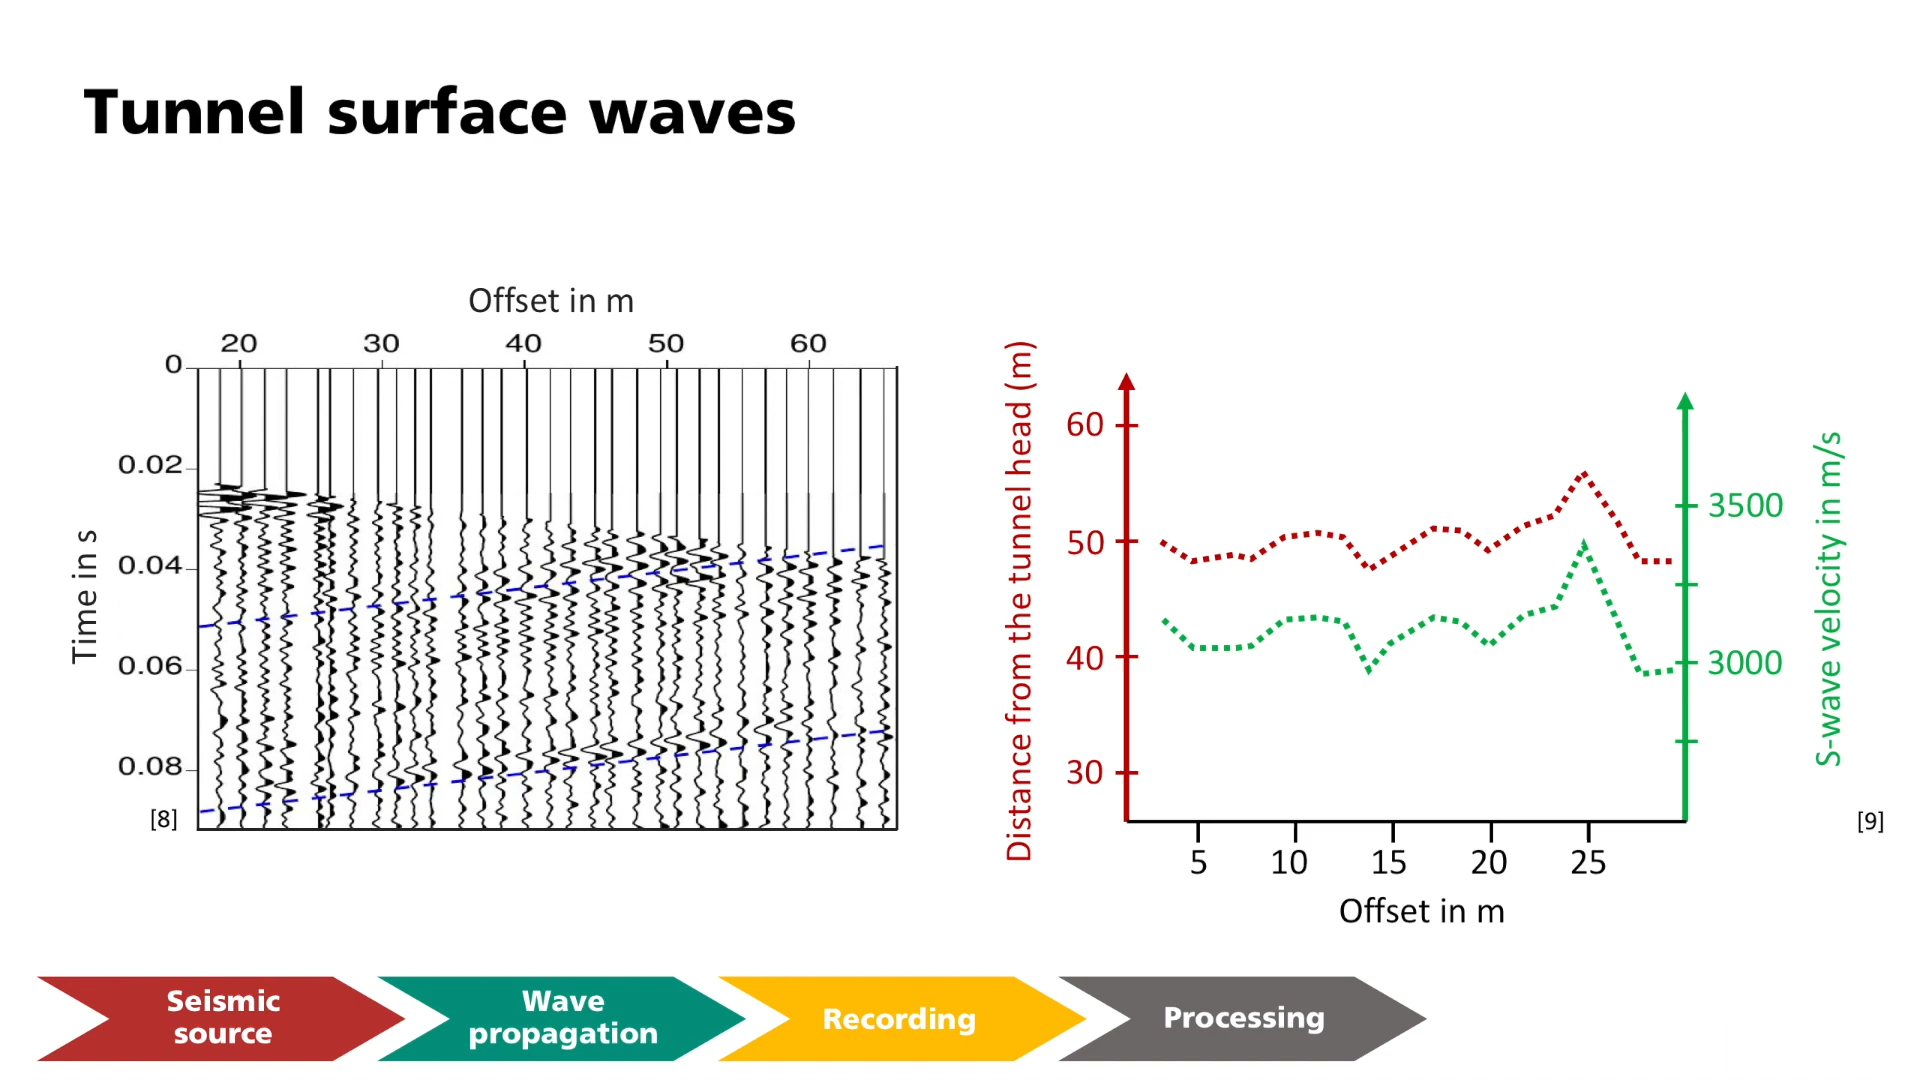 Tunnel surface waves
Offset in m
20 30 40 50 60
0
0.02
0.04
0.06
0.08
Time in s
[8]
Distance from the tunnel head (m)
60
50
40
30
3500
3000
S-wave velocity in m/s
5 10 15 20 25
Offset in m
[9]
Seismic
source
Wave
propagation
Recording
Processing